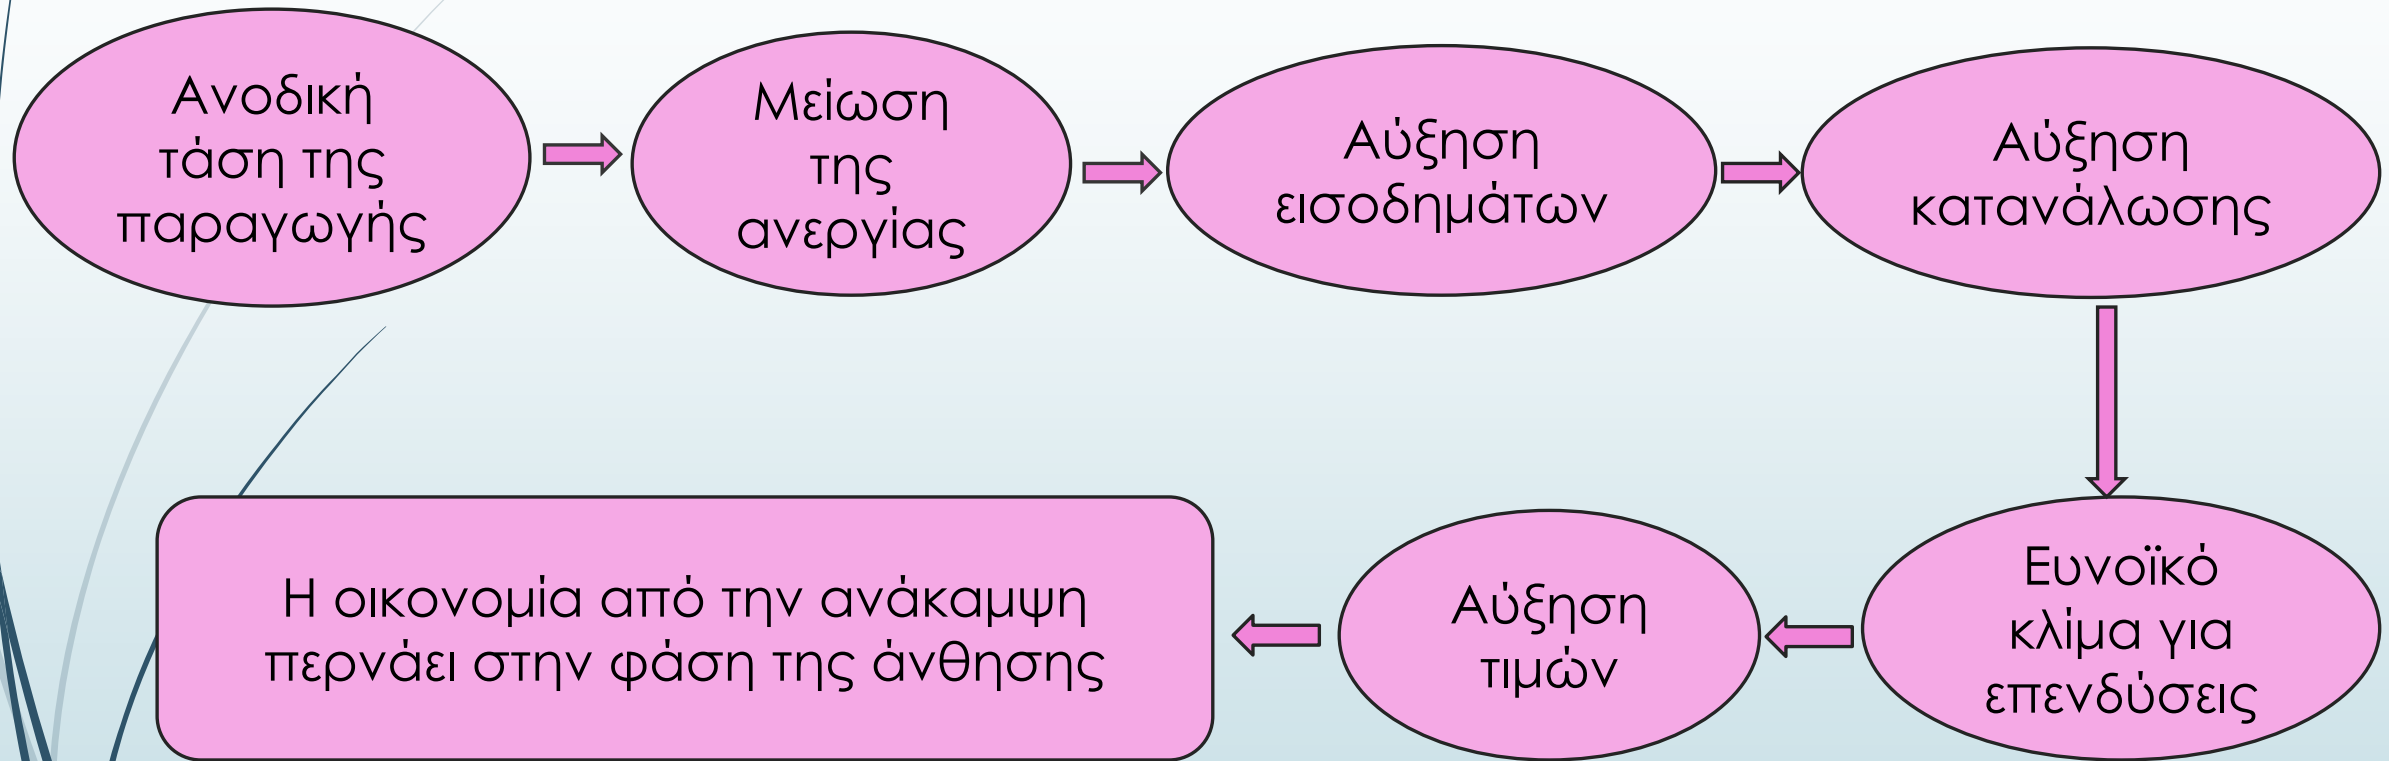 Ανοδική
τάση της
παραγωγής
Μείωση
της
ανεργίας
Αύξηση
εισοδημάτων
Αύξηση
κατανάλωσης
Ευνοϊκό
κλίμα για
επενδύσεις
Αύξηση
τιμών
Η οικονομία από την ανάκαμψη
περνάει στην φάση της άνθησης